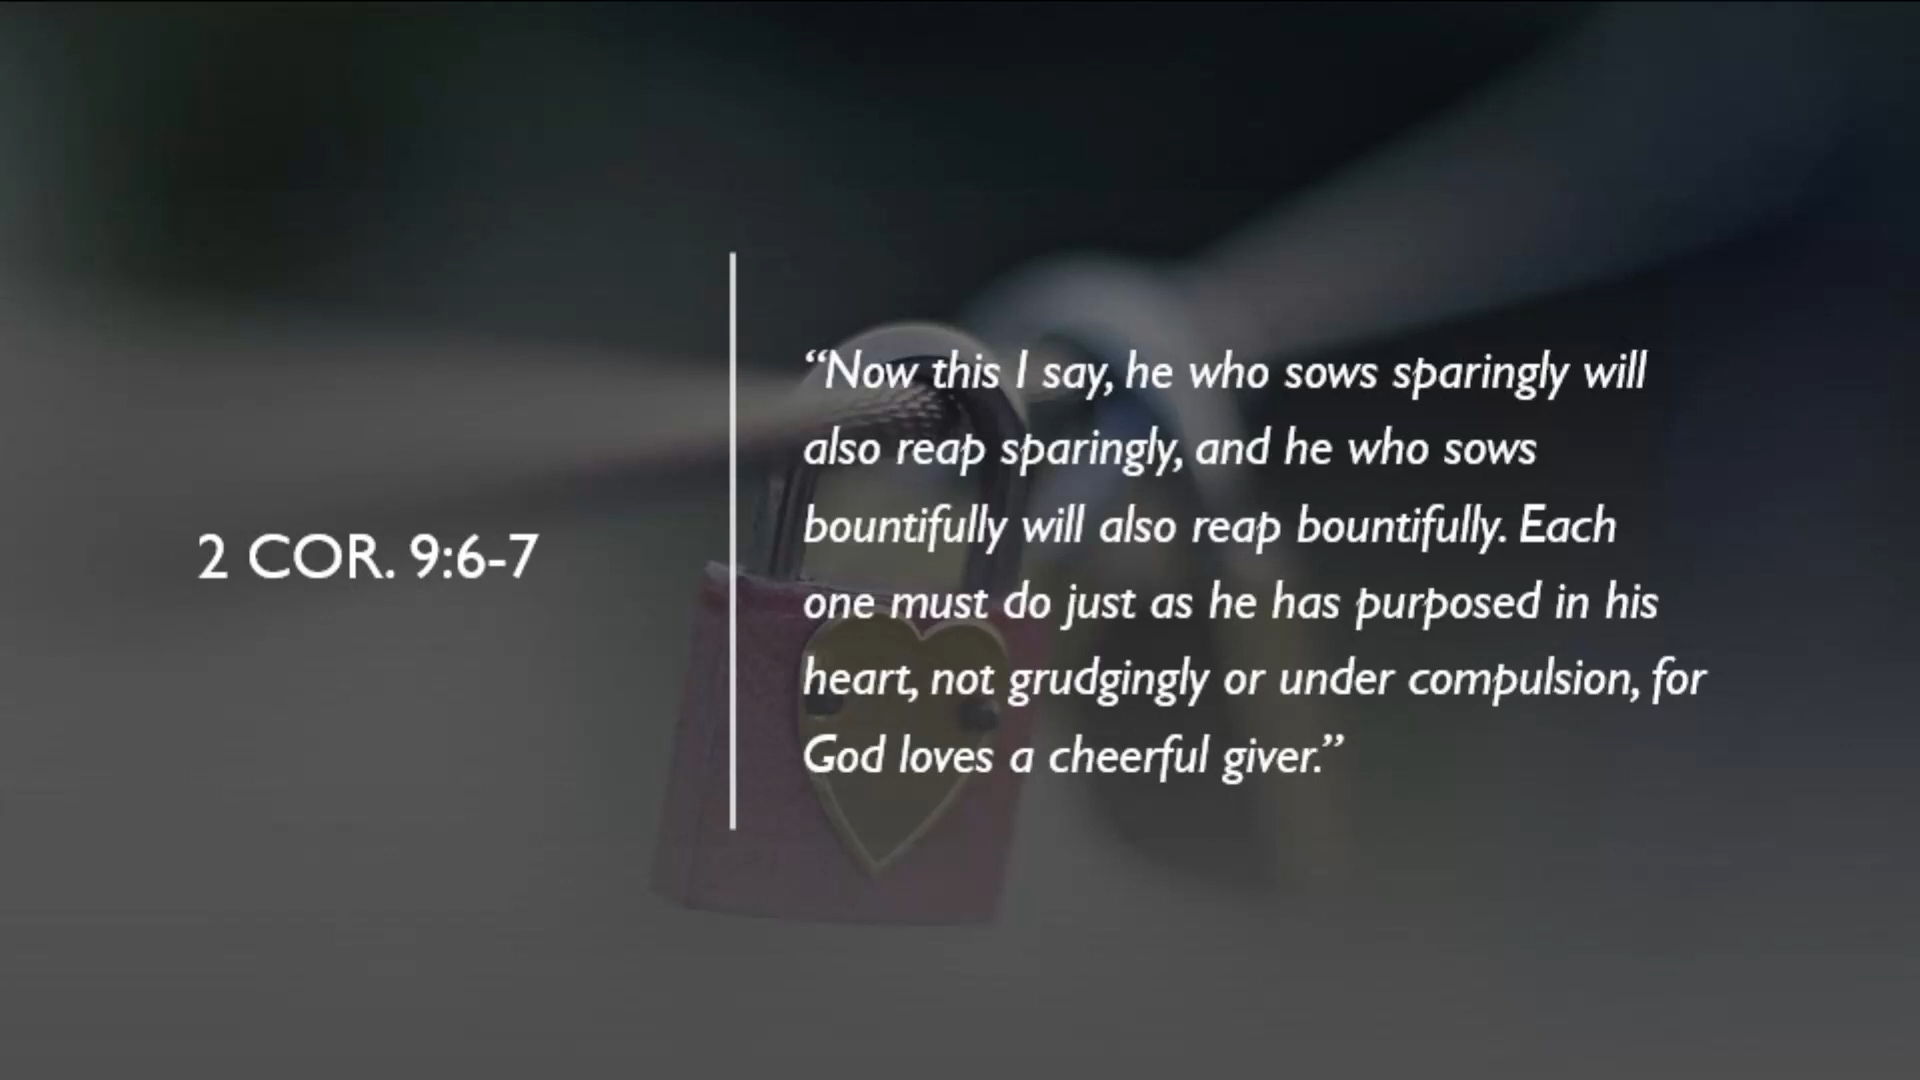 2 COR. 9:6-7
“Now this I say, he who sows sparingly will
also reap sparingly, and he who sows
bountifully will also reap bountifully. Each
one must do just as he has purposed in his
heart, not grudgingly or under compulsion, for
God loves a cheerful giver.”